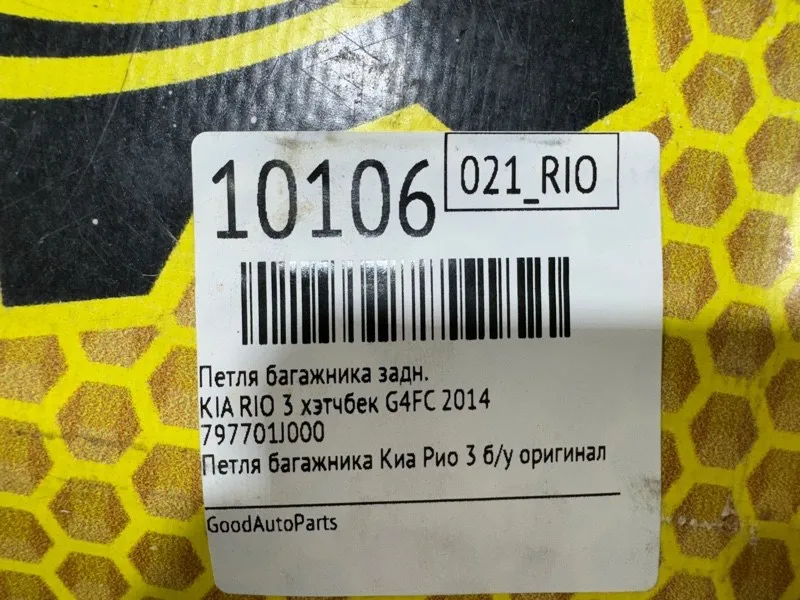 10106
021_RIO
Петля багажника задн.
KIA RIO 3 хэтчбек G4FC 2014
797701J000
Петля багажника Киа Рио 3 б/у оригинал
GoodAutoParts